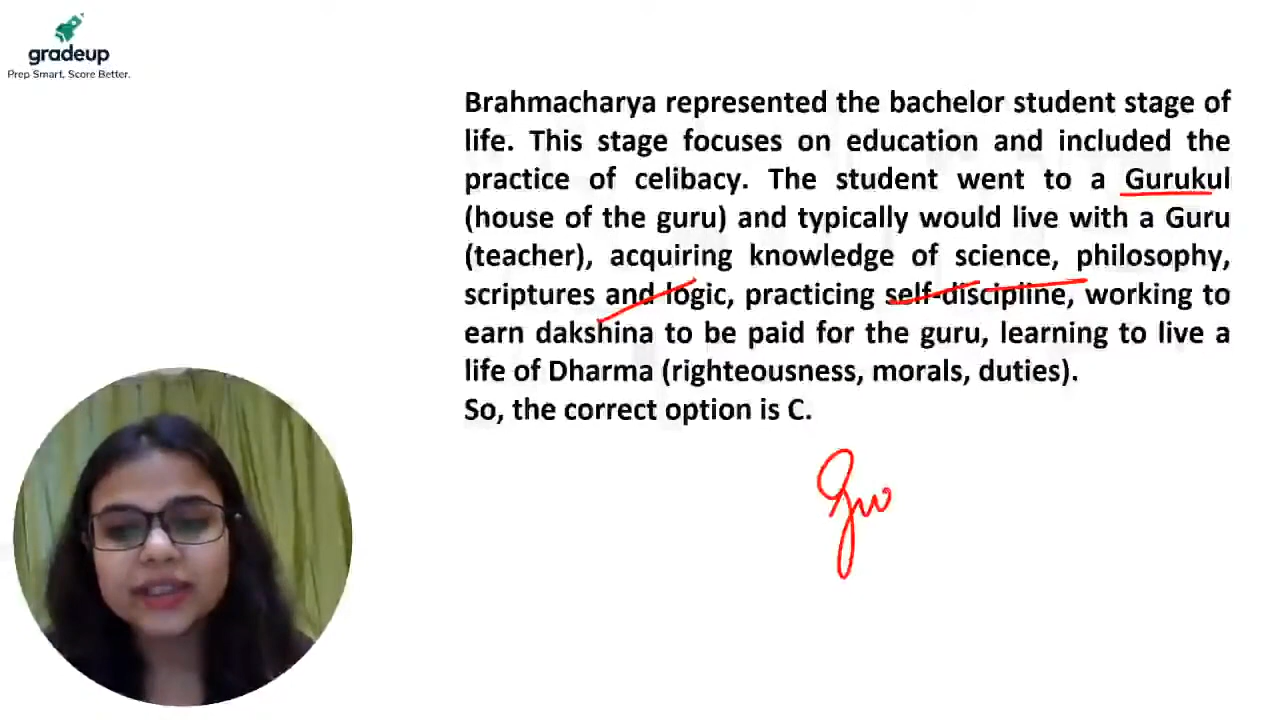 gradeup
Prep Smart, Score Better.
Brahmacharya represented the bachelor student stage of
life. This stage focuses on education and included the
practice of celibacy. The student went to a Gurukul
(house of the guru) and typically would live with a Guru
(teacher), acquiring knowledge of science, philosophy,
scriptures and logic, practicing self-discipline, working to
earn dakshina to be paid for the guru, learning to live a
life of Dharma (righteousness, morals, duties).
So, the correct option is C.